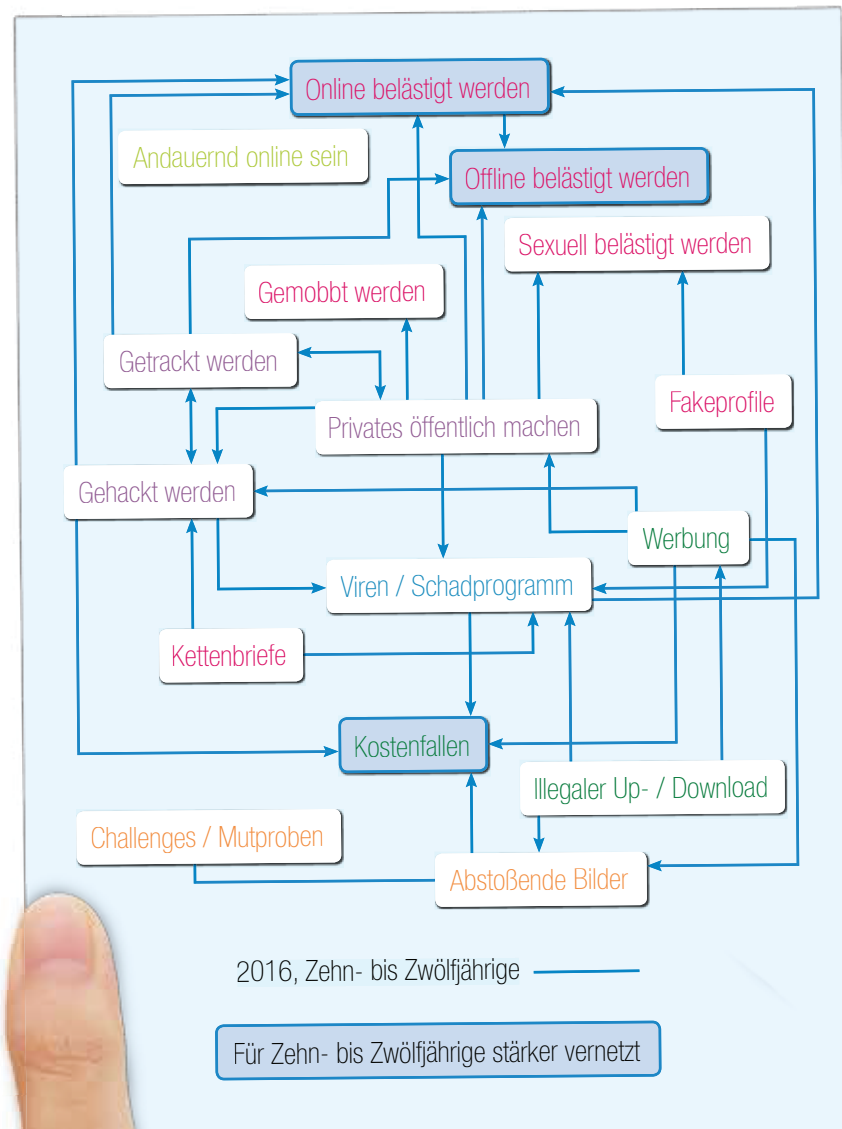 Online belästigt werden
Andauernd online sein
Offline belästigt werden
Sexuell belästigt werden
Gemobbt werden
Getrackt werden
Fakeprofile
Privates öffentlich machen
Gehackt werden
Werbung
Viren / Schadprogramm
Kettenbriefe
Kostenfallen
Illegaler Up- / Download
Challenges / Mutproben
Abstoßende Bilder
2016, Zehn- bis Zwölfjährige
Für Zehn- bis Zwölfjährige stärker vernetzt